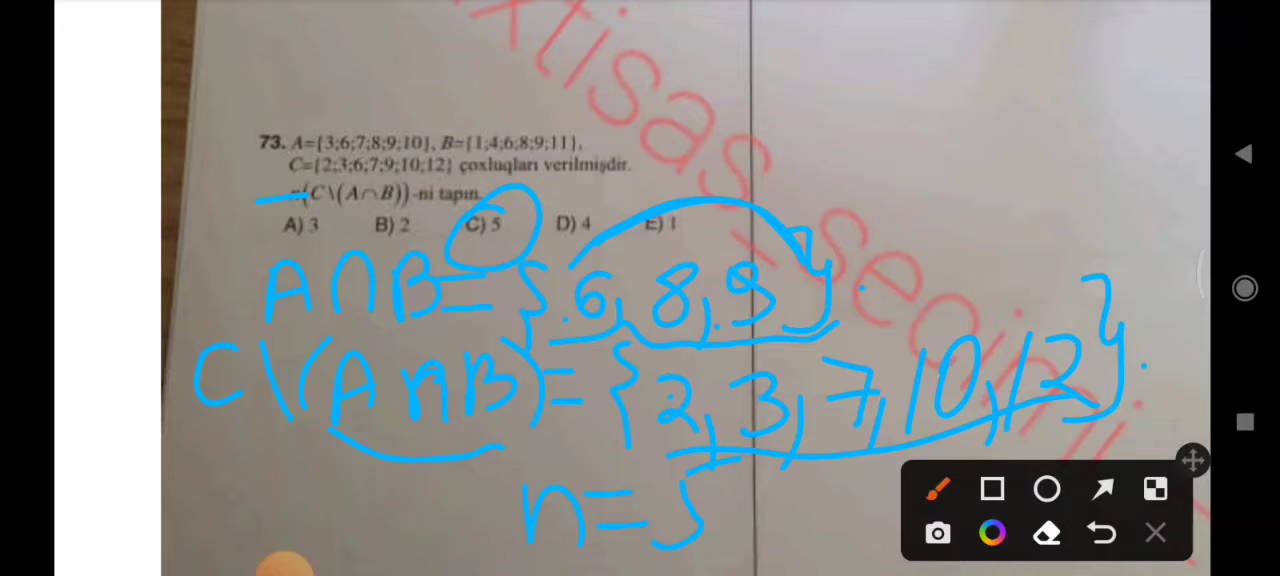 xtisas_seçimi
73. A={3;6;7;8;9;10}, B={1;4;6;8;9;11},
C={2;3;6;7;9;10;12} çoxluqları verilmişdir.
n(C\(A∩B))-ni tapın.
A) 3 B) 2 C) 5 D) 4 E) 1
A∩B={6,8,9}.
C\(A∩B)={2,3,7,10,12}.
n=5